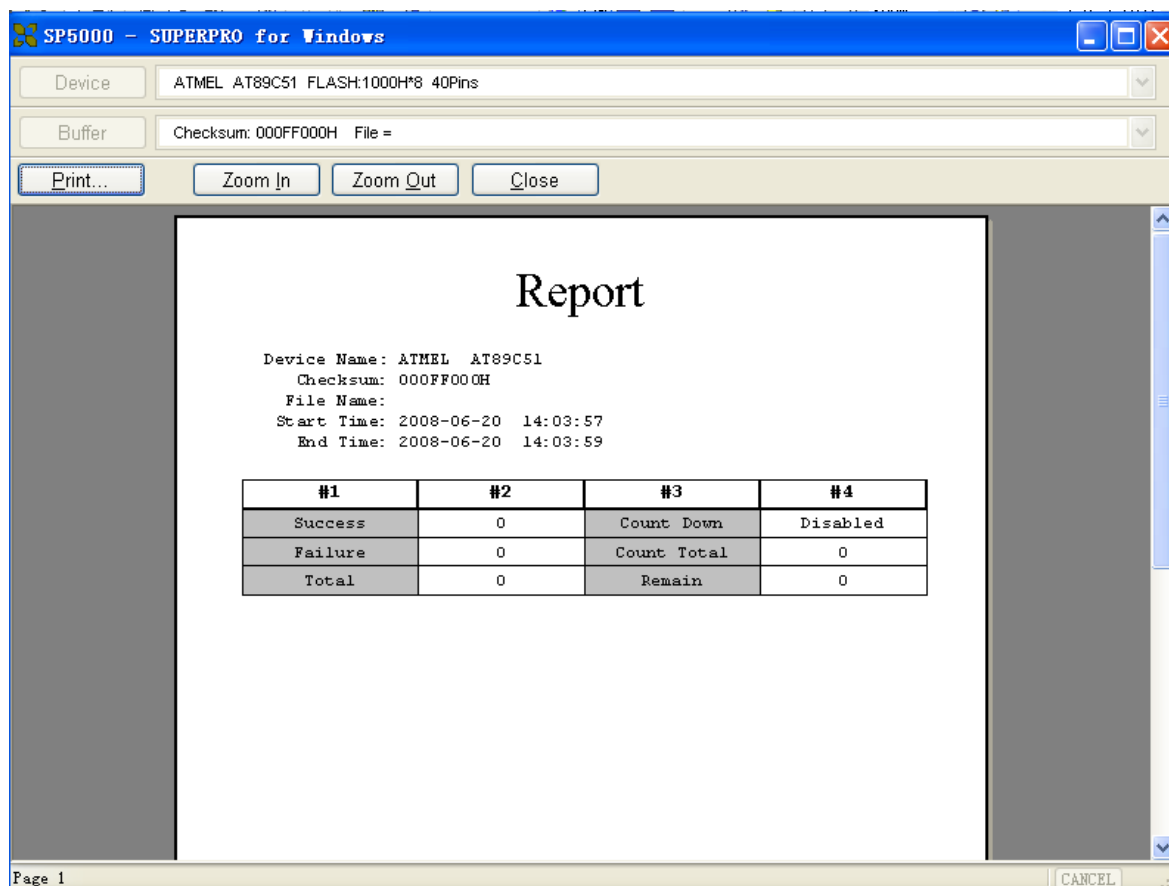 SP5000 - SUPERPRO for Windows
Device ATMEL AT89C51 FLASH:1000H*8 40Pins
Buffer Checksum: 000FF000H File =
Print... Zoom In Zoom Out Close
Report
Device Name: ATMEL AT89C51
Checksum: 000FF000H
File Name:
Start Time: 2008-06-20 14:03:57
End Time: 2008-06-20 14:03:59
#1 #2 #3 #4
Success 0 Count Down Disabled
Failure 0 Count Total 0
Total 0 Remain 0
Page 1 CANCEL